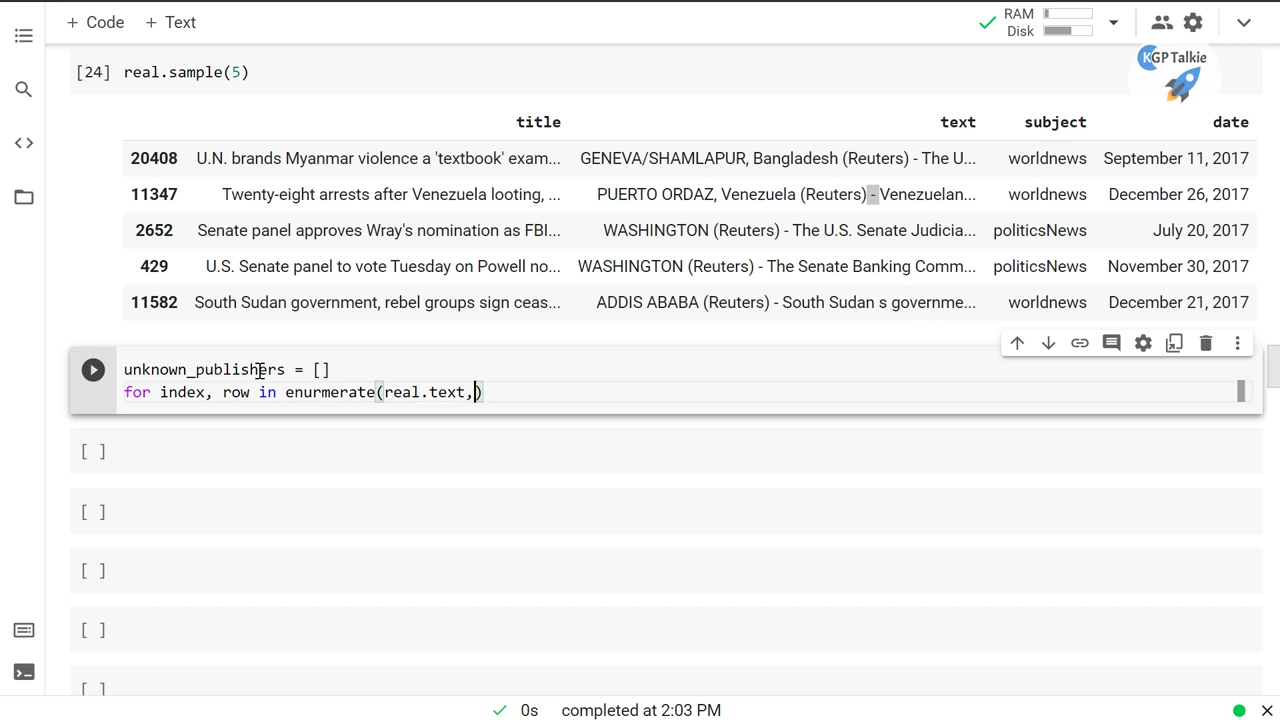 + Code + Text
RAM
Disk
KGP Talkie
[24] real.sample(5)
title text subject date
20408 U.N. brands Myanmar violence a 'textbook' exam... GENEVA/SHAMLAPUR, Bangladesh (Reuters) - The U... worldnews September 11, 2017
11347 Twenty-eight arrests after Venezuela looting, ... PUERTO ORDAZ, Venezuela (Reuters) - Venezuelan... worldnews December 26, 2017
2652 Senate panel approves Wray's nomination as FBI... WASHINGTON (Reuters) - The U.S. Senate Judicia... politicsNews July 20, 2017
429 U.S. Senate panel to vote Tuesday on Powell no... WASHINGTON (Reuters) - The Senate Banking Comm... politicsNews November 30, 2017
11582 South Sudan government, rebel groups sign ceas... ADDIS ABABA (Reuters) - South Sudan s governme... worldnews December 21, 2017
unknown_publishers = []
for index, row in enurmerate(real.text,)
[ ]
[ ]
[ ]
[ ]
[ ]
0s completed at 2:03 PM